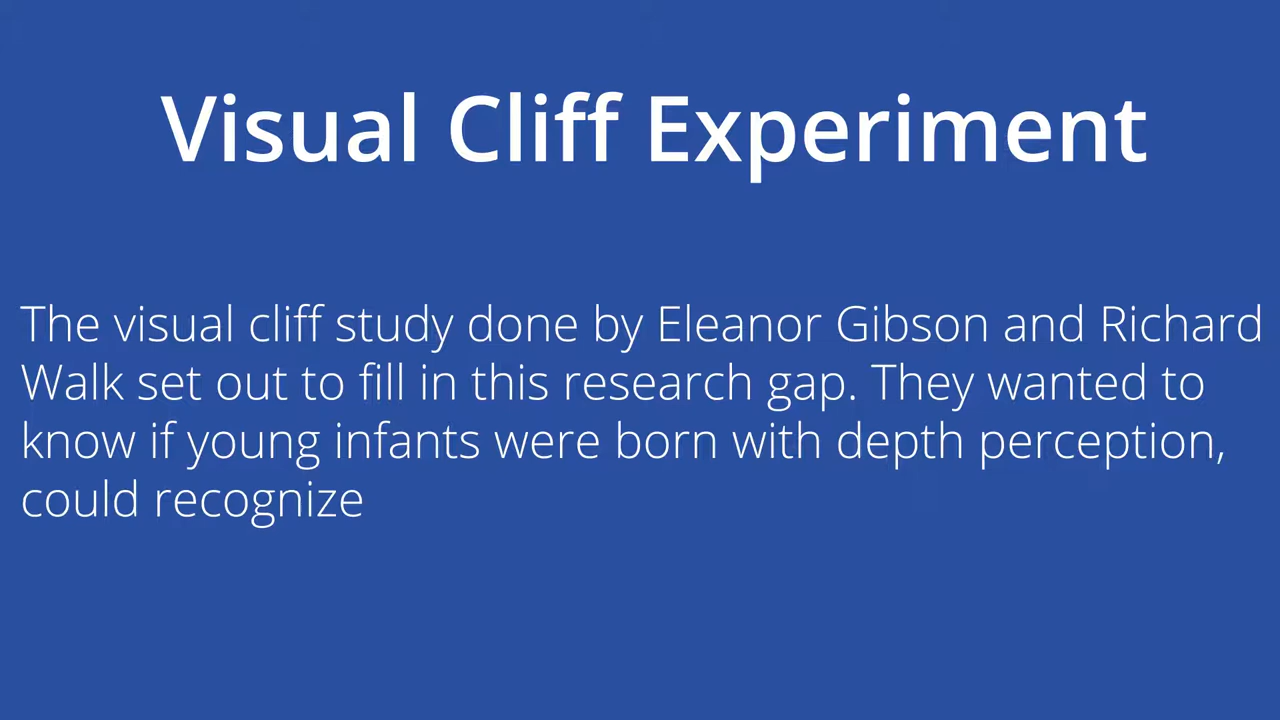 Visual Cliff Experiment
The visual cliff study done by Eleanor Gibson and Richard
Walk set out to fill in this research gap. They wanted to
know if young infants were born with depth perception,
could recognize